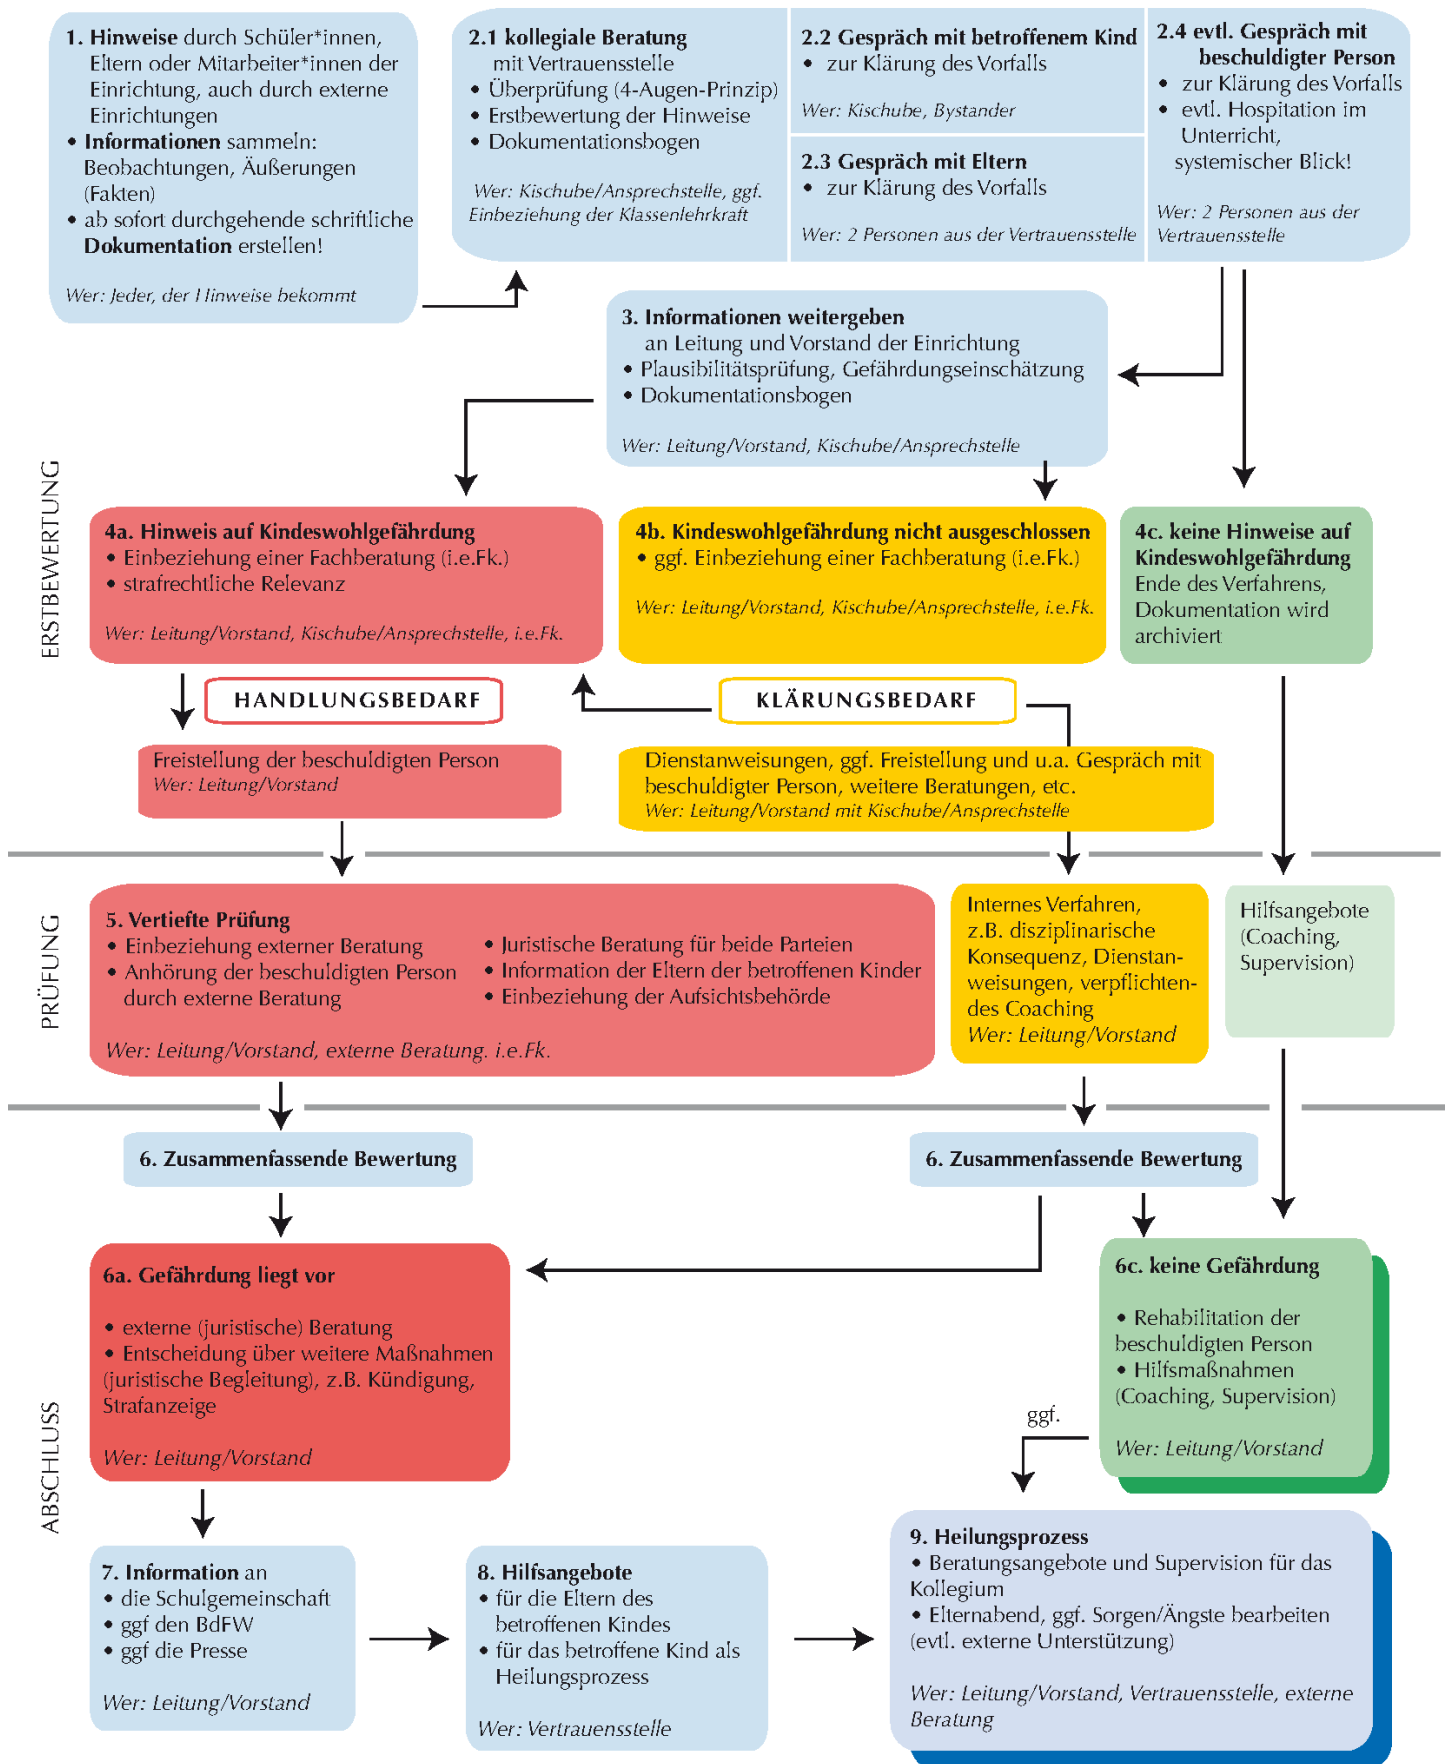 1. Hinweise durch Schüler*innen,
Eltern oder Mitarbeiter*innen der
Einrichtung, auch durch externe
Einrichtungen
• Informationen sammeln:
Beobachtungen, Äußerungen
(Fakten)
• ab sofort durchgehende schriftliche
Dokumentation erstellen!
Wer: Jeder, der Hinweise bekommt
2.1 kollegiale Beratung
mit Vertrauensstelle
• Überprüfung (4-Augen-Prinzip)
• Erstbewertung der Hinweise
• Dokumentationsbogen
Wer: Kischube/Ansprechstelle, ggf.
Einbeziehung der Klassenlehrkraft
2.2 Gespräch mit betroffenem Kind
• zur Klärung des Vorfalls
Wer: Kischube, Bystander
2.3 Gespräch mit Eltern
• zur Klärung des Vorfalls
Wer: 2 Personen aus der Vertrauensstelle
2.4 evtl. Gespräch mit
beschuldigter Person
• zur Klärung des Vorfalls
• evtl. Hospitation im
Unterricht,
systemischer Blick!
Wer: 2 Personen aus der
Vertrauensstelle
3. Informationen weitergeben
an Leitung und Vorstand der Einrichtung
• Plausibilitätsprüfung, Gefährdungseinschätzung
• Dokumentationsbogen
Wer: Leitung/Vorstand, Kischube/Ansprechstelle
ERSTBEWERTUNG
4a. Hinweis auf Kindeswohlgefährdung
• Einbeziehung einer Fachberatung (i.e.Fk.)
• strafrechtliche Relevanz
Wer: Leitung/Vorstand, Kischube/Ansprechstelle, i.e.Fk.
4b. Kindeswohlgefährdung nicht ausgeschlossen
• ggf. Einbeziehung einer Fachberatung (i.e.Fk.)
Wer: Leitung/Vorstand, Kischube/Ansprechstelle, i.e.Fk.
4c. keine Hinweise auf
Kindeswohlgefährdung
Ende des Verfahrens,
Dokumentation wird
archiviert
HANDLUNGSBEDARF
KLÄRUNGSBEDARF
Freistellung der beschuldigten Person
Wer: Leitung/Vorstand
Dienstanweisungen, ggf. Freistellung und u.a. Gespräch mit
beschuldigter Person, weitere Beratungen, etc.
Wer: Leitung/Vorstand mit Kischube/Ansprechstelle
PRÜFUNG
5. Vertiefte Prüfung
• Einbeziehung externer Beratung
• Anhörung der beschuldigten Person
durch externe Beratung
• Juristische Beratung für beide Parteien
• Information der Eltern der betroffenen Kinder
• Einbeziehung der Aufsichtsbehörde
Wer: Leitung/Vorstand, externe Beratung. i.e.Fk.
Internes Verfahren,
z.B. disziplinarische
Konsequenz, Dienstan-
weisungen, verpflichten-
des Coaching
Wer: Leitung/Vorstand
Hilfsangebote
(Coaching,
Supervision)
6. Zusammenfassende Bewertung
6. Zusammenfassende Bewertung
ABSCHLUSS
6a. Gefährdung liegt vor
• externe (juristische) Beratung
• Entscheidung über weitere Maßnahmen
(juristische Begleitung), z.B. Kündigung,
Strafanzeige
Wer: Leitung/Vorstand
6c. keine Gefährdung
• Rehabilitation der
beschuldigten Person
• Hilfsmaßnahmen
(Coaching, Supervision)
Wer: Leitung/Vorstand
ggf.
7. Information an
• die Schulgemeinschaft
• ggf den BdFW
• ggf die Presse
Wer: Leitung/Vorstand
8. Hilfsangebote
• für die Eltern des
betroffenen Kindes
• für das betroffene Kind als
Heilungsprozess
Wer: Vertrauensstelle
9. Heilungsprozess
• Beratungsangebote und Supervision für das
Kollegium
• Elternabend, ggf. Sorgen/Ängste bearbeiten
(evtl. externe Unterstützung)
Wer: Leitung/Vorstand, Vertrauensstelle, externe
Beratung